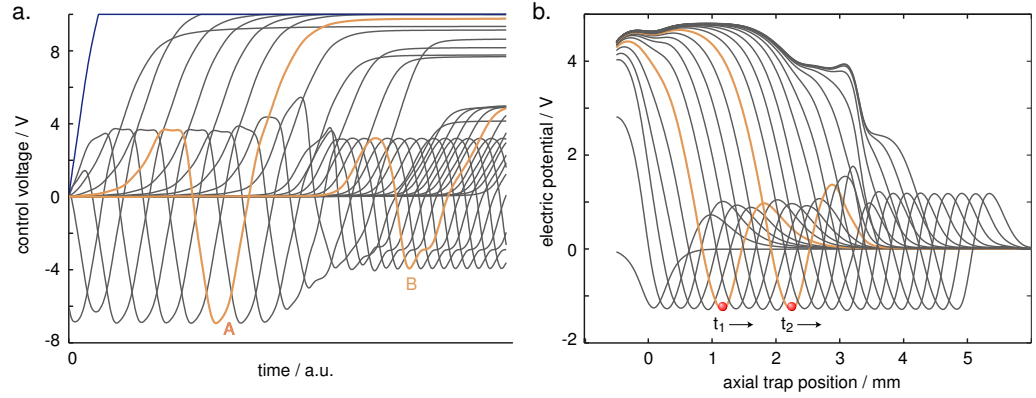 a.
control voltage / V
8
4
0
-4
-8
0
time / a.u.
A
B
b.
electric potential / V
4
2
0
-2
t1
t2
0 1 2 3 4 5
axial trap position / mm